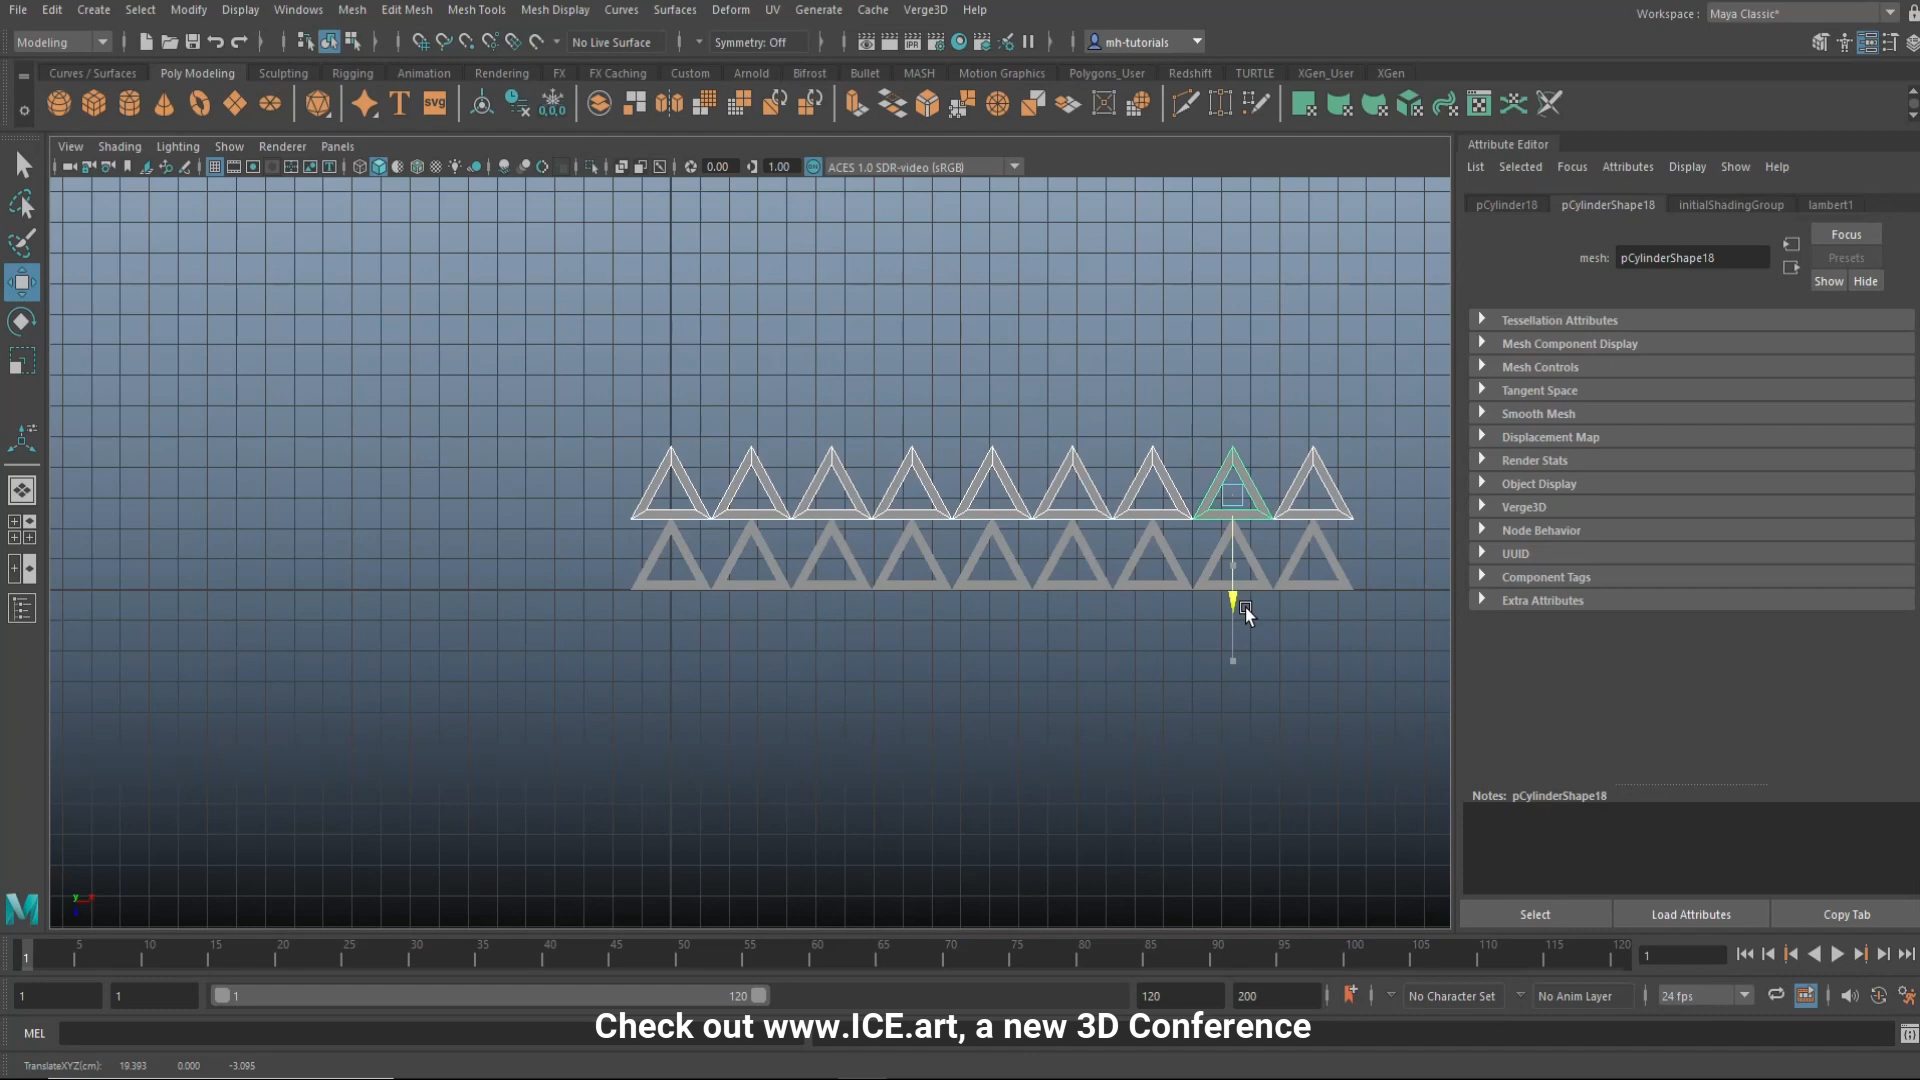 File Edit Create Select Modify Display Windows Mesh Edit Mesh Mesh Tools Mesh Display Curves Surfaces Deform UV Generate Cache Verge3D Help
Workspace : Maya Classic*
Modeling No Live Surface Symmetry: Off mh-tutorials
Curves / Surfaces Poly Modeling Sculpting Rigging Animation Rendering FX FX Caching Custom Arnold Bifrost Bullet MASH Motion Graphics Polygons_User Redshift TURTLE XGen_User XGen
T svg 0,0,0
View Shading Lighting Show Renderer Panels
0.00 1.00 ACES 1.0 SDR-video (sRGB)
Attribute Editor
List Selected Focus Attributes Display Show Help
pCylinder18 pCylinderShape18 initialShadingGroup lambert1
Focus
mesh: pCylinderShape18
Presets
Show Hide
Tessellation Attributes
Mesh Component Display
Mesh Controls
Tangent Space
Smooth Mesh
Displacement Map
Render Stats
Object Display
Verge3D
Node Behavior
UUID
Component Tags
Extra Attributes
Notes: pCylinderShape18
Select Load Attributes Copy Tab
5 10 15 20 25 30 35 40 45 50 55 60 65 70 75 80 85 90 95 100 105 110 115 120
1 1
1 1 1 120 120 200 No Character Set No Anim Layer 24 fps
MEL
Check out www.ICE.art, a new 3D Conference
TranslateXYZ(cm): 19.393 0.000 -3.095